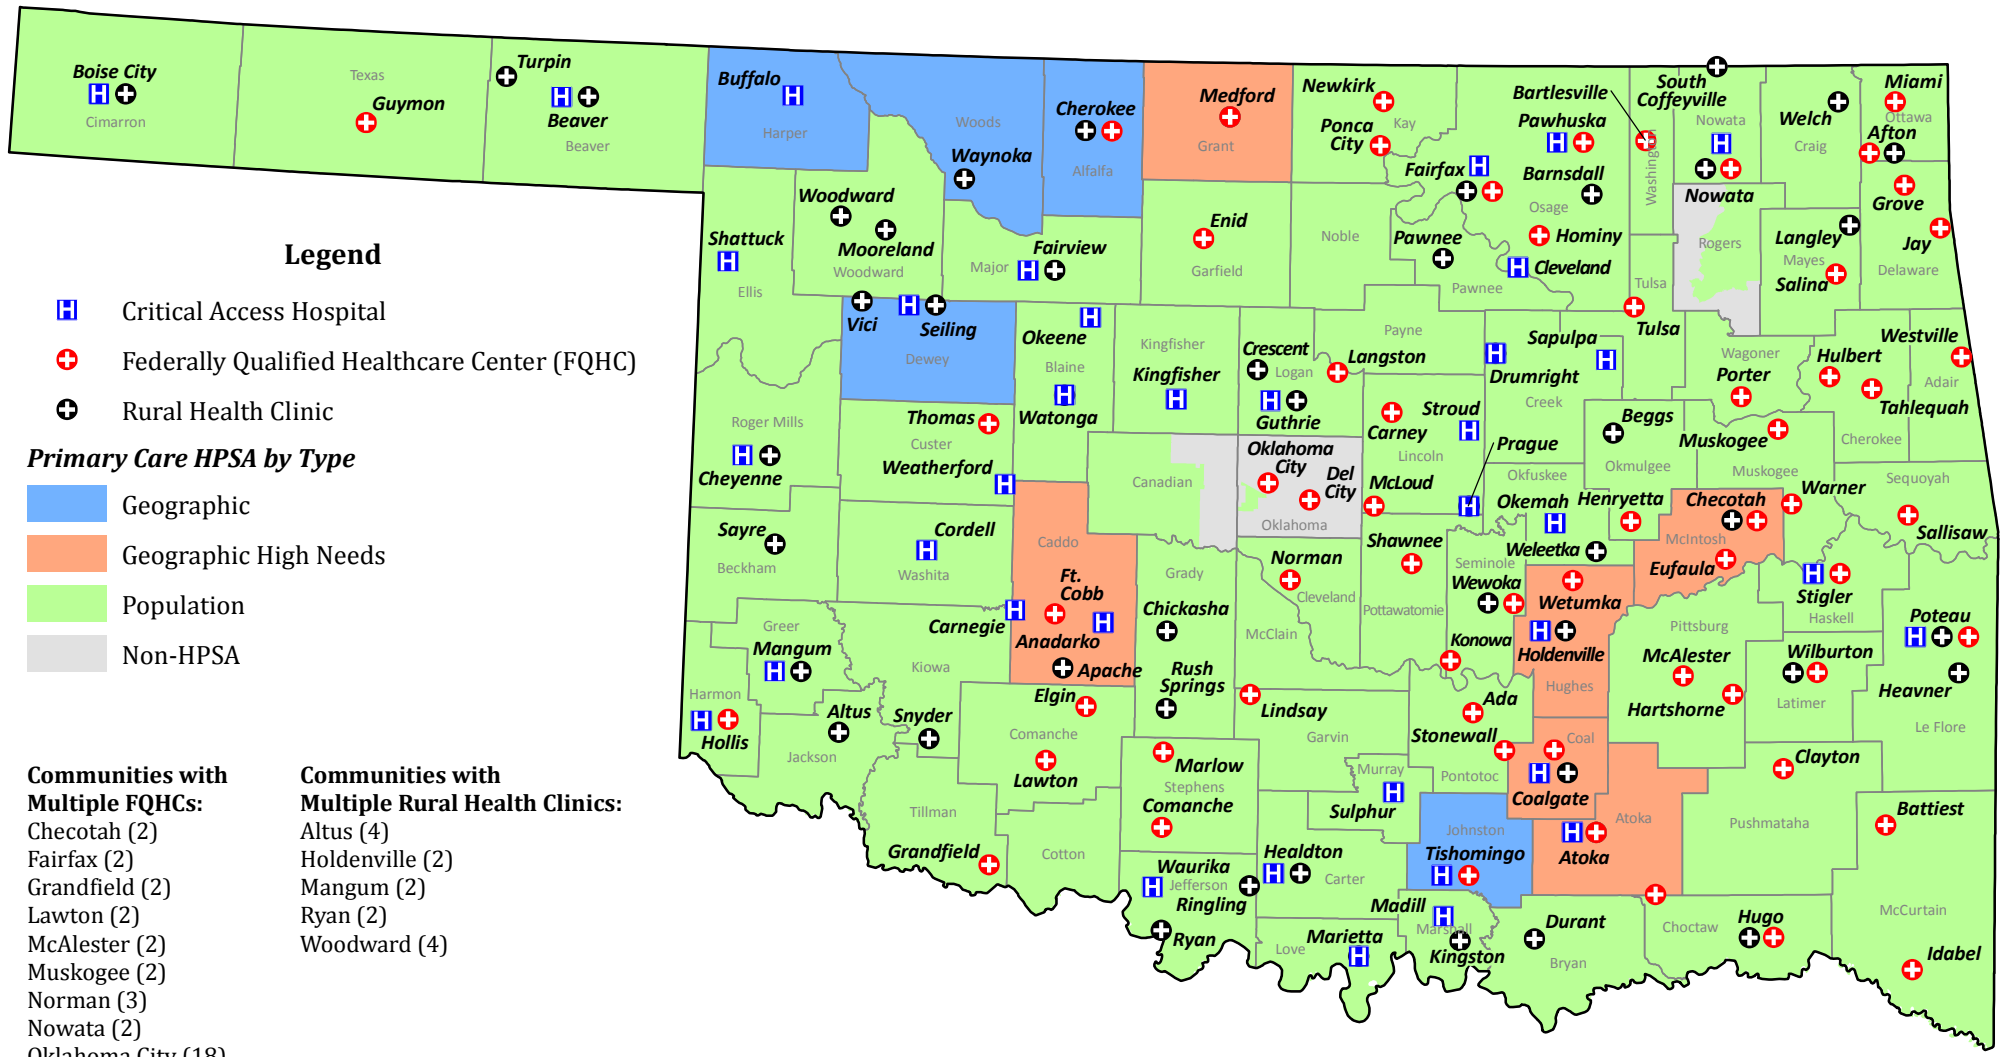 Boise City
Cimarron
Texas
Guymon
Turpin
Beaver
Beaver
Buffalo
Harper
Woods
Waynoka
Cherokee
Alfalfa
Medford
Grant
Newkirk
Ponca
City
Kay
Bartlesville
Pawhuska
Fairfax
Barnsdall
Osage
Hominy
Washington
South
Coffeyville
Nowata
Nowata
Welch
Craig
Miami
Ottawa
Afton
Grove
Jay
Delaware
Woodward
Mooreland
Woodward
Shattuck
Ellis
Fairview
Major
Enid
Garfield
Noble
Pawnee
Pawnee
Cleveland
Tulsa
Tulsa
Rogers
Langley
Mayes
Salina
Legend
Critical Access Hospital
Federally Qualified Healthcare Center (FQHC)
Rural Health Clinic
Primary Care HPSA by Type
Geographic
Geographic High Needs
Population
Non-HPSA
Vici
Seiling
Dewey
Okeene
Blaine
Watonga
Kingfisher
Kingfisher
Crescent
Logan
Guthrie
Payne
Langston
Sapulpa
Drumright
Creek
Wagoner
Porter
Hulbert
Westville
Adair
Tahlequah
Cherokee
Roger Mills
Cheyenne
Thomas
Custer
Weatherford
Canadian
Oklahoma
City
Del
City
Oklahoma
Carney
Stroud
Lincoln
McLoud
Prague
Beggs
Okmulgee
Okfuskee
Okemah
Henryetta
Weleetka
Muskogee
Muskogee
Checotah
McIntosh
Eufaula
Warner
Sequoyah
Sallisaw
Sayre
Beckham
Cordell
Washita
Caddo
Ft.
Cobb
Carnegie
Anadarko
Apache
Grady
Chickasha
Rush
Springs
Norman
Cleveland
McClain
Shawnee
Pottawatomie
Seminole
Wewoka
Konowa
Wetumka
Holdenville
Hughes
Stigler
Haskell
Pittsburg
McAlester
Hartshorne
Wilburton
Latimer
Poteau
Heavner
Le Flore
Greer
Mangum
Kiowa
Harmon
Hollis
Altus
Jackson
Snyder
Elgin
Comanche
Lawton
Tillman
Grandfield
Cotton
Marlow
Stephens
Comanche
Lindsay
Garvin
Murray
Sulphur
Ada
Stonewall
Pontotoc
Coal
Coalgate
Atoka
Atoka
Clayton
Pushmataha
Battiest
McCurtain
Idabel
Johnston
Tishomingo
Waurika
Jefferson
Ringling
Ryan
Healdton
Carter
Love
Marietta
Madill
Marshall
Kingston
Durant
Bryan
Choctaw
Hugo
Communities with
Multiple FQHCs:
Checotah (2)
Fairfax (2)
Grandfield (2)
Lawton (2)
McAlester (2)
Muskogee (2)
Norman (3)
Nowata (2)
Oklahoma City (18)
Communities with
Multiple Rural Health Clinics:
Altus (4)
Holdenville (2)
Mangum (2)
Ryan (2)
Woodward (4)